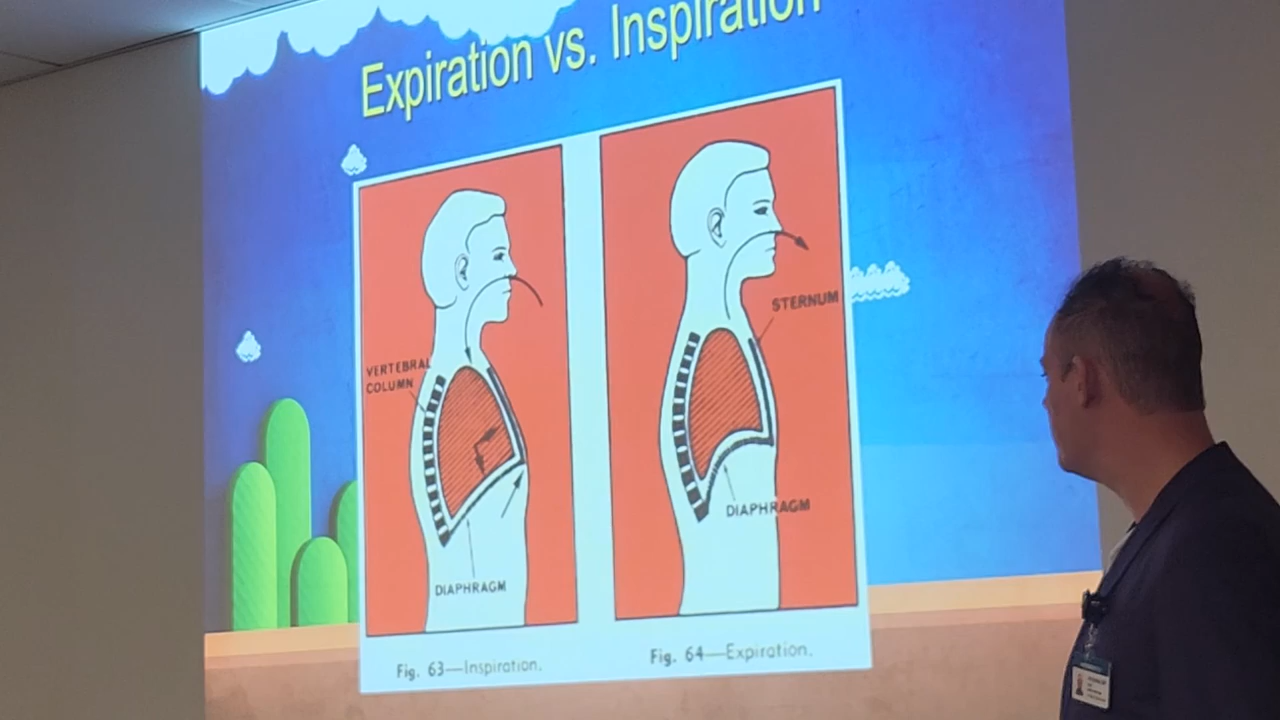 Expiration vs. Inspiration
VERTEBRAL
COLUMN
DIAPHRAGM
STERNUM
DIAPHRAGM
Fig. 63—Inspiration.
Fig. 64—Expiration.